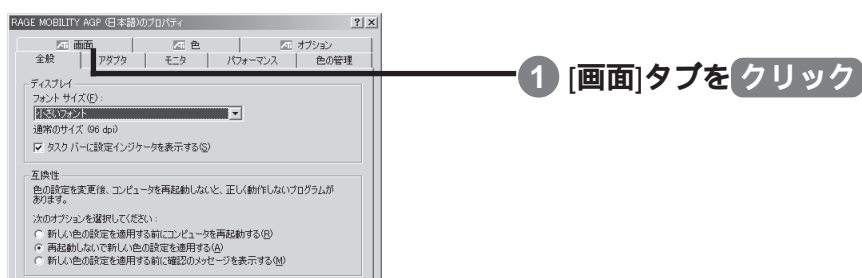 RAGE MOBILITY AGP (日本語)のプロパティ
画面 色 オプション
全般 アダプタ モニタ パフォーマンス 色の管理
ディスプレイ
フォント サイズ(F):
小さいフォント
通常のサイズ (96 dpi)
タスク バーに設定インジケータを表示する(S)
互換性
色の設定を変更後、コンピュータを再起動しないと、正しく動作しないプログラムが
あります。
次のオプションを選択してください:
新しい色の設定を適用する前にコンピュータを再起動する(R)
再起動しないで新しい色の設定を適用する(A)
新しい色の設定を適用する前に確認のメッセージを表示する(M)
1 [画面]タブを クリック